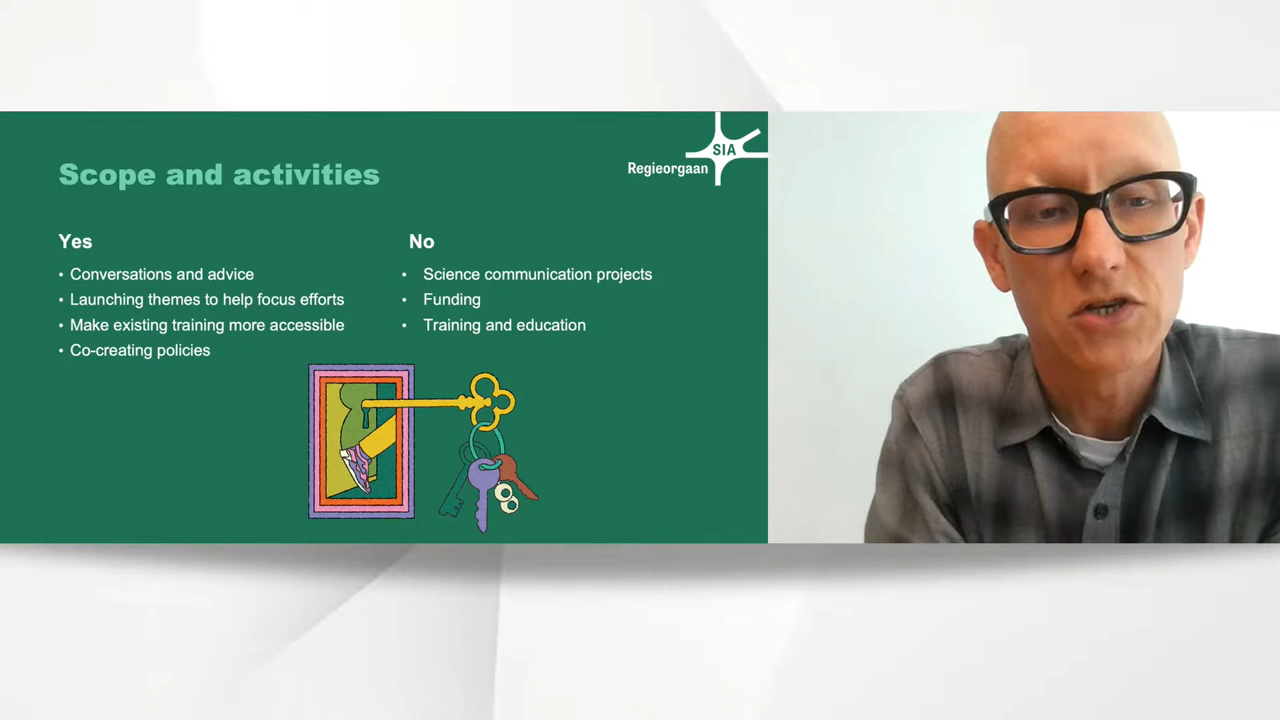 Scope and activities
SIA
Regieorgaan
Yes
• Conversations and advice
• Launching themes to help focus efforts
• Make existing training more accessible
• Co-creating policies
No
• Science communication projects
• Funding
• Training and education